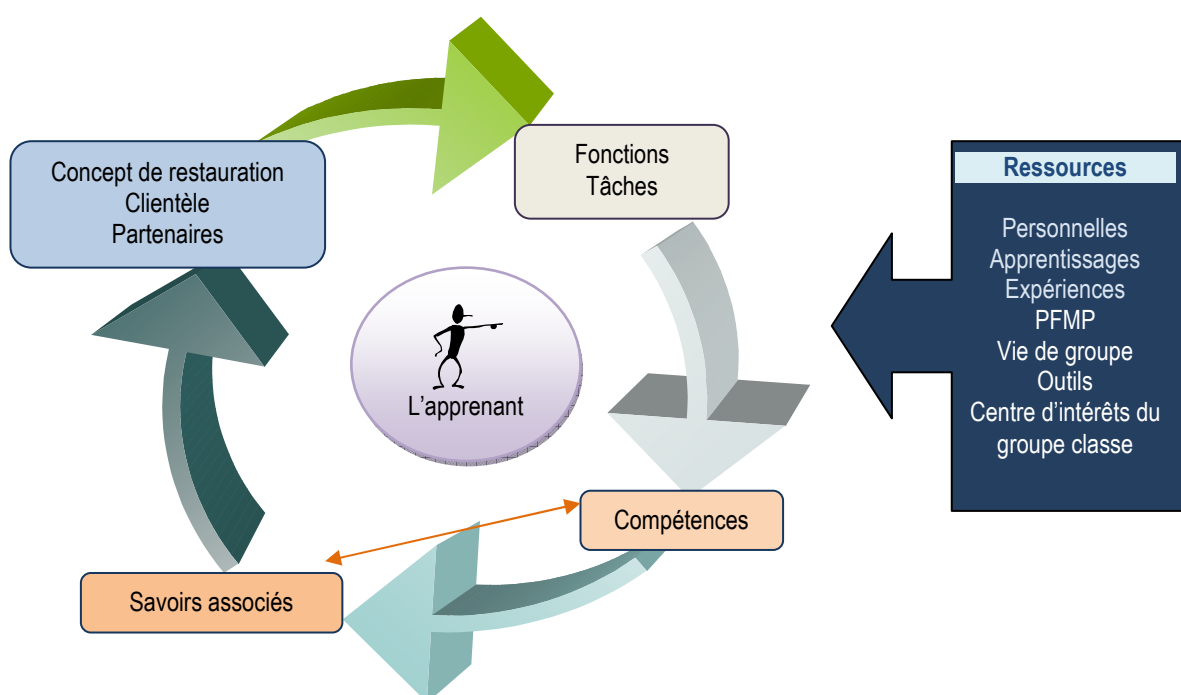 Concept de restauration
Clientèle
Partenaires
Fonctions
Tâches
Ressources
Personnelles
Apprentissages
Expériences
PFMP
Vie de groupe
Outils
Centre d'intérêts du
groupe classe
L'apprenant
Compétences
Savoirs associés